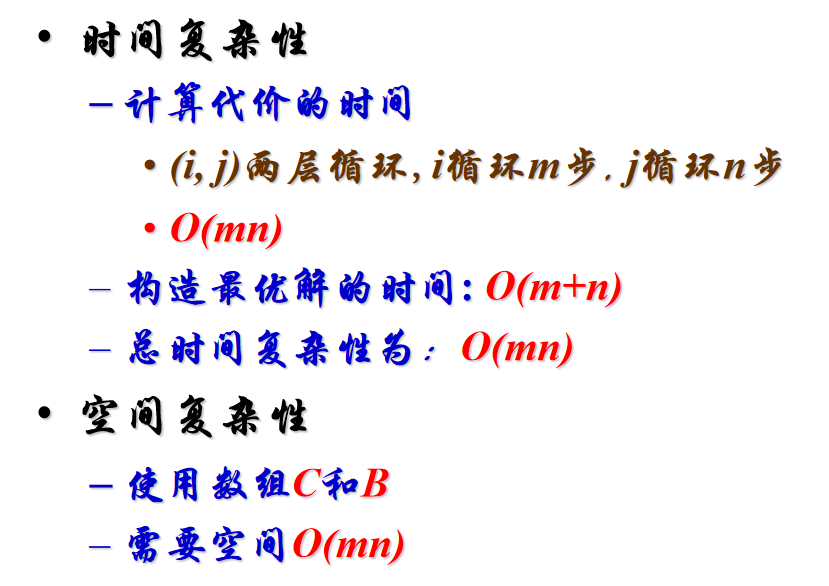 • 时间复杂性
– 计算代价的时间
• (i, j)两层循环, i循环m步, j循环n步
• O(mn)
– 构造最优解的时间: O(m+n)
– 总时间复杂性为： O(mn)
• 空间复杂性
– 使用数组C和B
– 需要空间O(mn)